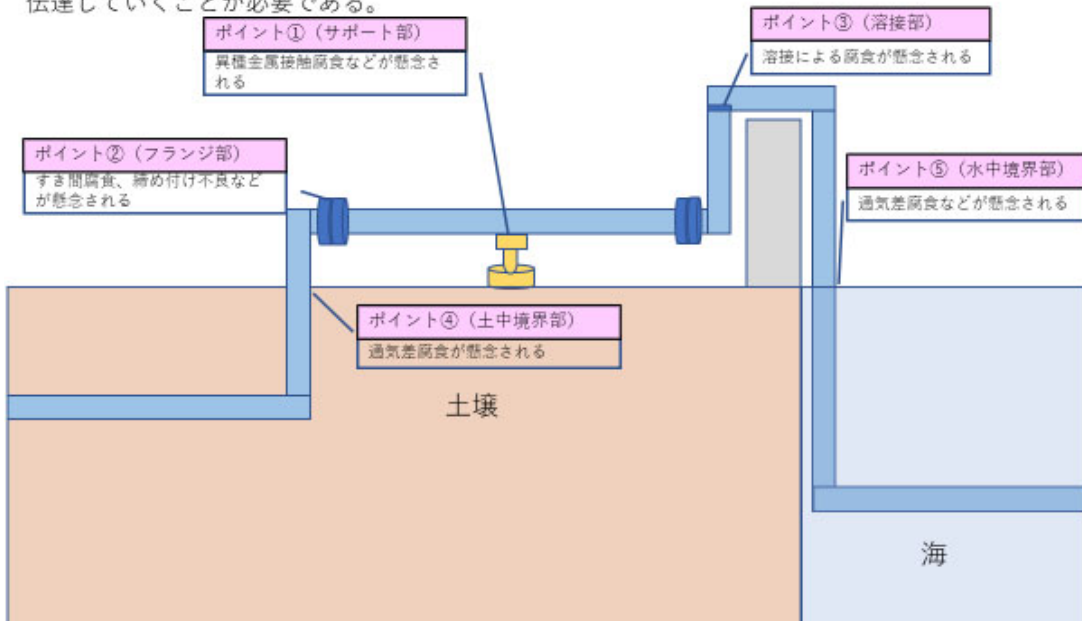 伝達していくことが必要である。
ポイント①（サポート部）
異種金属接触腐食などが懸念さ
れる
ポイント③（溶接部）
溶接による腐食が懸念される
ポイント②（フランジ部）
すき間腐食、締め付け不良など
が懸念される
ポイント⑤（水中境界部）
通気差腐食などが懸念される
ポイント④（土中境界部）
通気差腐食が懸念される
土壌
海